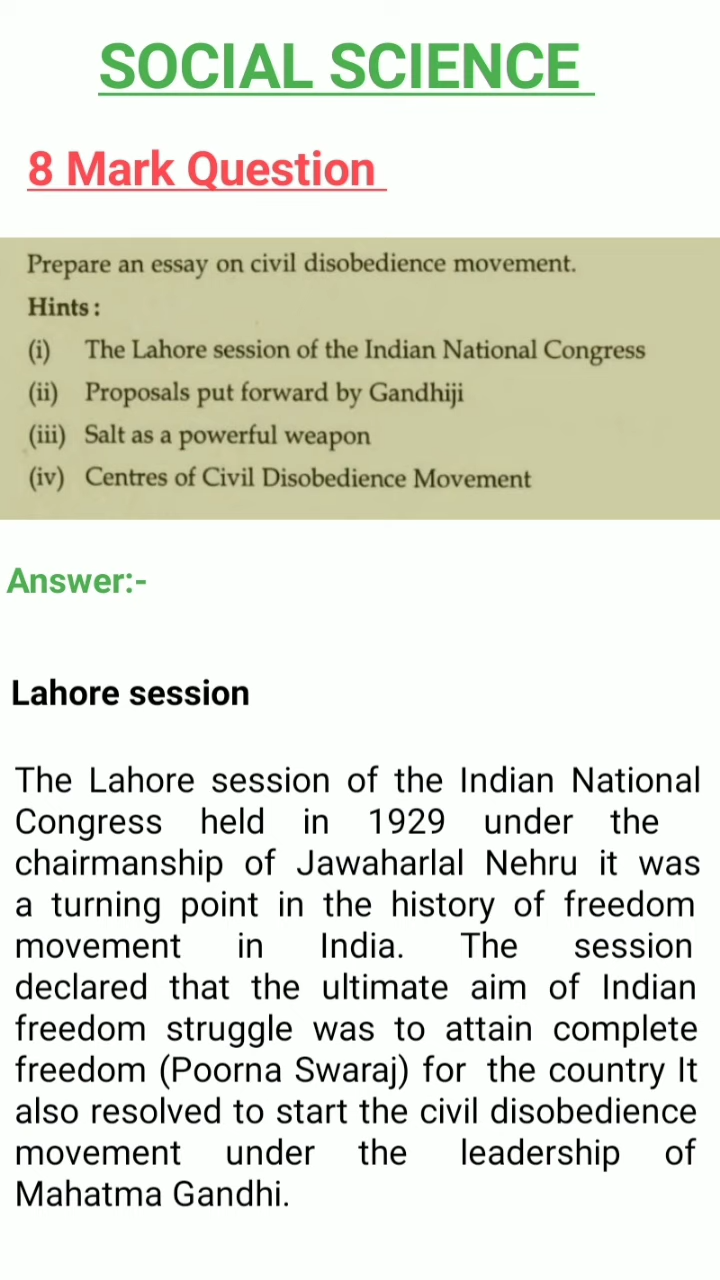 SOCIAL SCIENCE
8 Mark Question
Prepare an essay on civil disobedience movement.
Hints :
(i) The Lahore session of the Indian National Congress
(ii) Proposals put forward by Gandhiji
(iii) Salt as a powerful weapon
(iv) Centres of Civil Disobedience Movement
Answer:-
Lahore session
The Lahore session of the Indian National
Congress held in 1929 under the
chairmanship of Jawaharlal Nehru it was
a turning point in the history of freedom
movement in India. The session
declared that the ultimate aim of Indian
freedom struggle was to attain complete
freedom (Poorna Swaraj) for the country It
also resolved to start the civil disobedience
movement under the leadership of
Mahatma Gandhi.